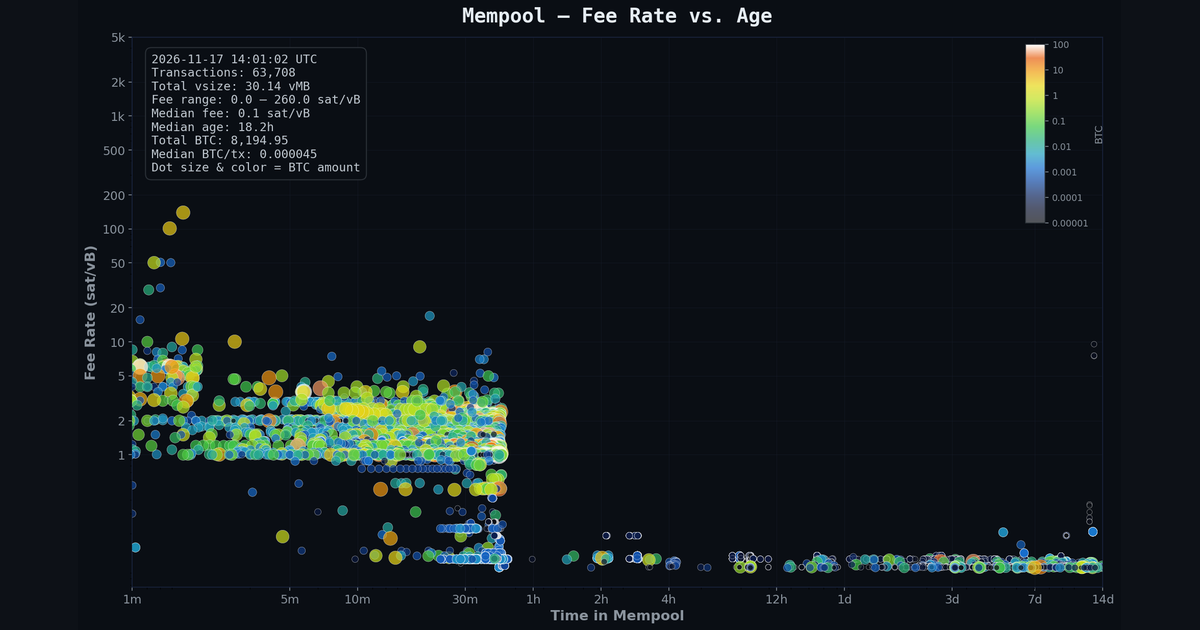 Mempool — Fee Rate vs. Age
2026-11-17 14:01:02 UTC
Transactions: 63,708
Total vsize: 30.14 vMB
Fee range: 0.0 — 260.0 sat/vB
Median fee: 0.1 sat/vB
Median age: 18.2h
Total BTC: 8,194.95
Median BTC/tx: 0.000045
Dot size & color = BTC amount
100
10
1
0.1
0.01
0.001
0.0001
0.00001
BTC
Fee Rate (sat/vB)
5k
2k
1k
500
200
100
50
20
10
5
2
1
1m
5m
10m
30m
1h
2h
4h
12h
1d
3d
7d
14d
Time in Mempool